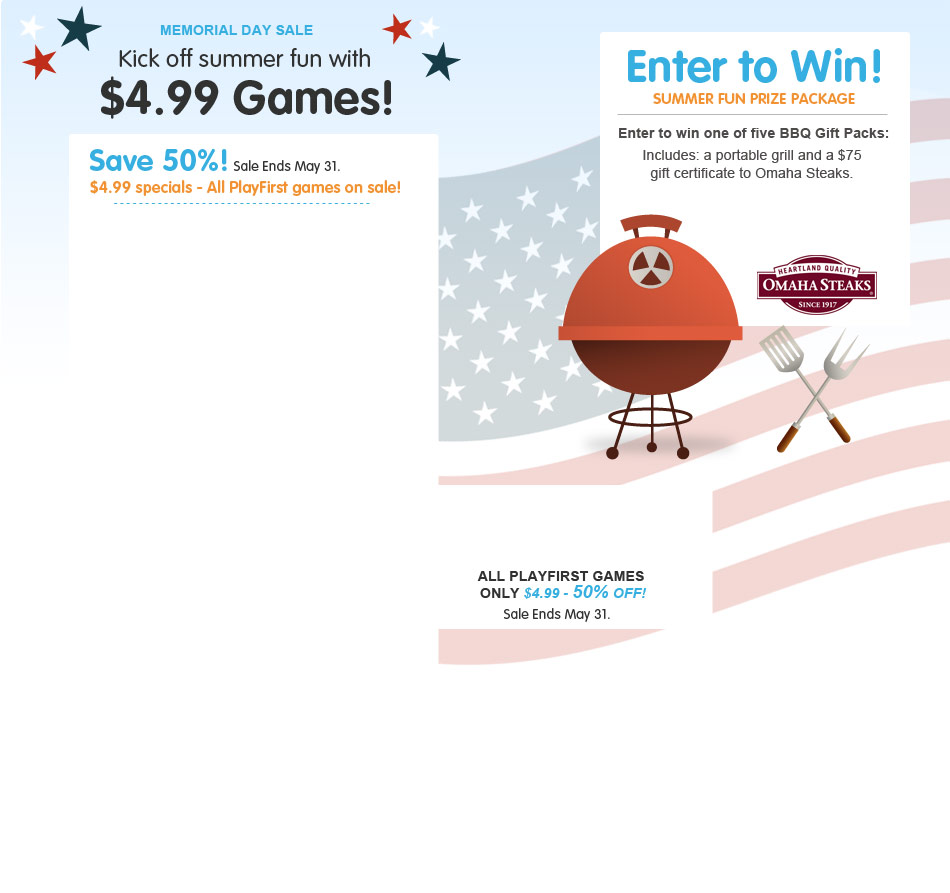 MEMORIAL DAY SALE
Kick off summer fun with
$4.99 Games!
Save 50%! Sale Ends May 31.
$4.99 specials - All PlayFirst games on sale!
Enter to Win!
SUMMER FUN PRIZE PACKAGE
Enter to win one of five BBQ Gift Packs:
Includes: a portable grill and a $75
gift certificate to Omaha Steaks.
HEARTLAND QUALITY
OMAHA STEAKS®
SINCE 1917
ALL PLAYFIRST GAMES
ONLY $4.99 - 50% OFF!
Sale Ends May 31.